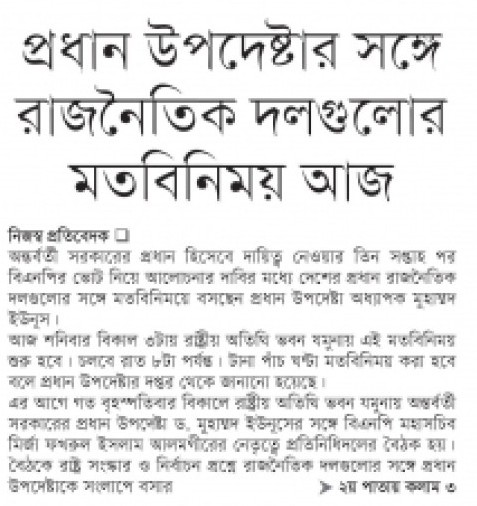 প্রধান উপদেষ্টার সঙ্গে
রাজনৈতিক দলগুলোর
মতবিনিময় আজ
নিজস্ব প্রতিবেদক ❑
অন্তর্বর্তী সরকারের প্রধান হিসেবে দায়িত্ব নেওয়ার তিন সপ্তাহ পর
বিএনপির ভোট নিয়ে আলোচনার দাবির মধ্যে দেশের প্রধান রাজনৈতিক
দলগুলোর সঙ্গে মতবিনিময়ে বসছেন প্রধান উপদেষ্টা অধ্যাপক মুহাম্মদ
ইউনূস।
আজ শনিবার বিকাল ৩টায় রাষ্ট্রীয় অতিথি ভবন যমুনায় এই মতবিনিময়
শুরু হবে। চলবে রাত ৮টা পর্যন্ত। টানা পাঁচ ঘণ্টা মতবিনিময় করা হবে
বলে প্রধান উপদেষ্টার দপ্তর থেকে জানানো হয়েছে।
এর আগে গত বৃহস্পতিবার বিকালে রাষ্ট্রীয় অতিথি ভবন যমুনায় অন্তর্বর্তী
সরকারের প্রধান উপদেষ্টা ড. মুহাম্মদ ইউনূসের সঙ্গে বিএনপি মহাসচিব
মির্জা ফখরুল ইসলাম আলমগীরের নেতৃত্বে প্রতিনিধিদলের বৈঠক হয়।
বৈঠকে রাষ্ট্র সংস্কার ও নির্বাচন প্রশ্নে রাজনৈতিক দলগুলোর সঙ্গে প্রধান
উপদেষ্টাকে সংলাপে বসার ➤ ২য় পাতায় কলাম ৩